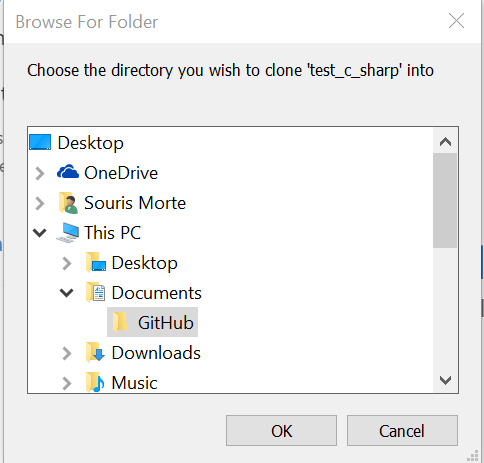 Browse For Folder
Choose the directory you wish to clone 'test_c_sharp' into
Desktop
OneDrive
Souris Morte
This PC
Desktop
Documents
GitHub
Downloads
Music
OK
Cancel